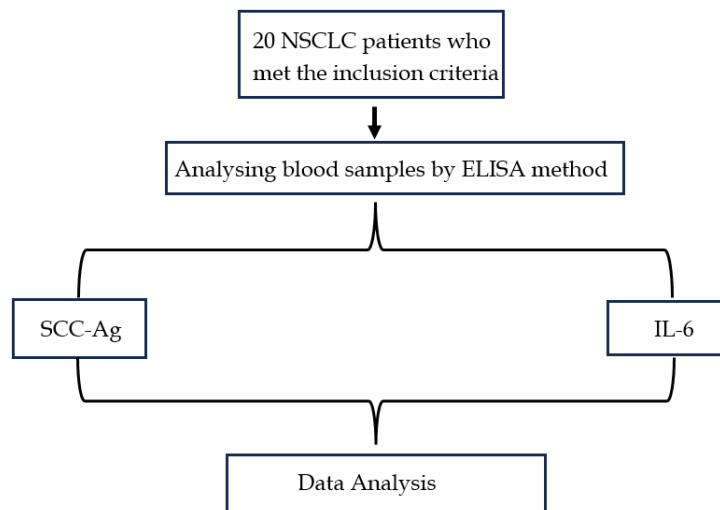 20 NSCLC patients who
met the inclusion criteria
Analysing blood samples by ELISA method
SCC-Ag
IL-6
Data Analysis